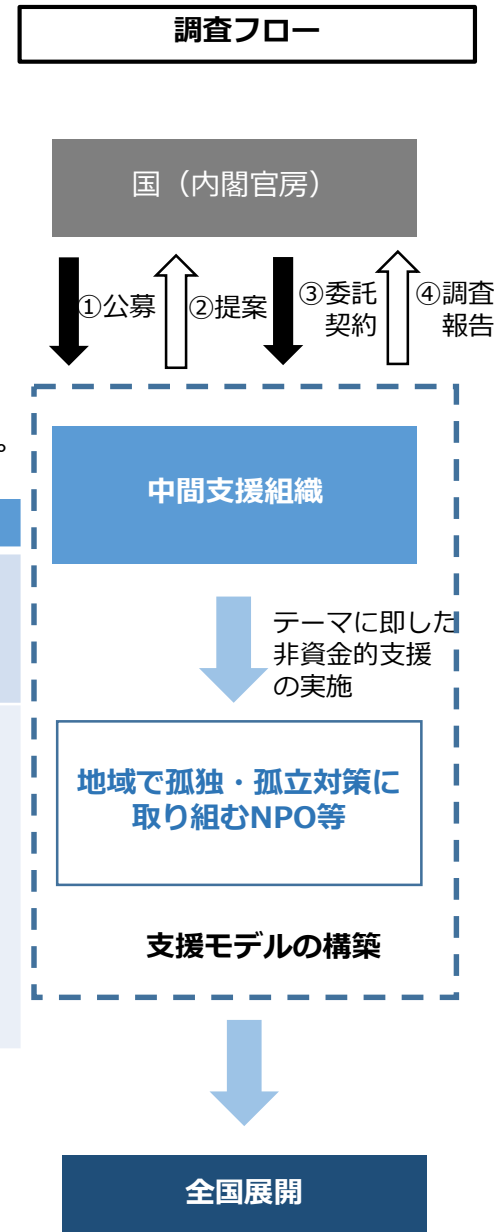 調査フロー
国（内閣官房）
①公募
②提案
③委託
契約
④調査
報告
。
中間支援組織
テーマに即した
非資金的支援
の実施
地域で孤独・孤立対策に
取り組むNPO等
支援モデルの構築
全国展開